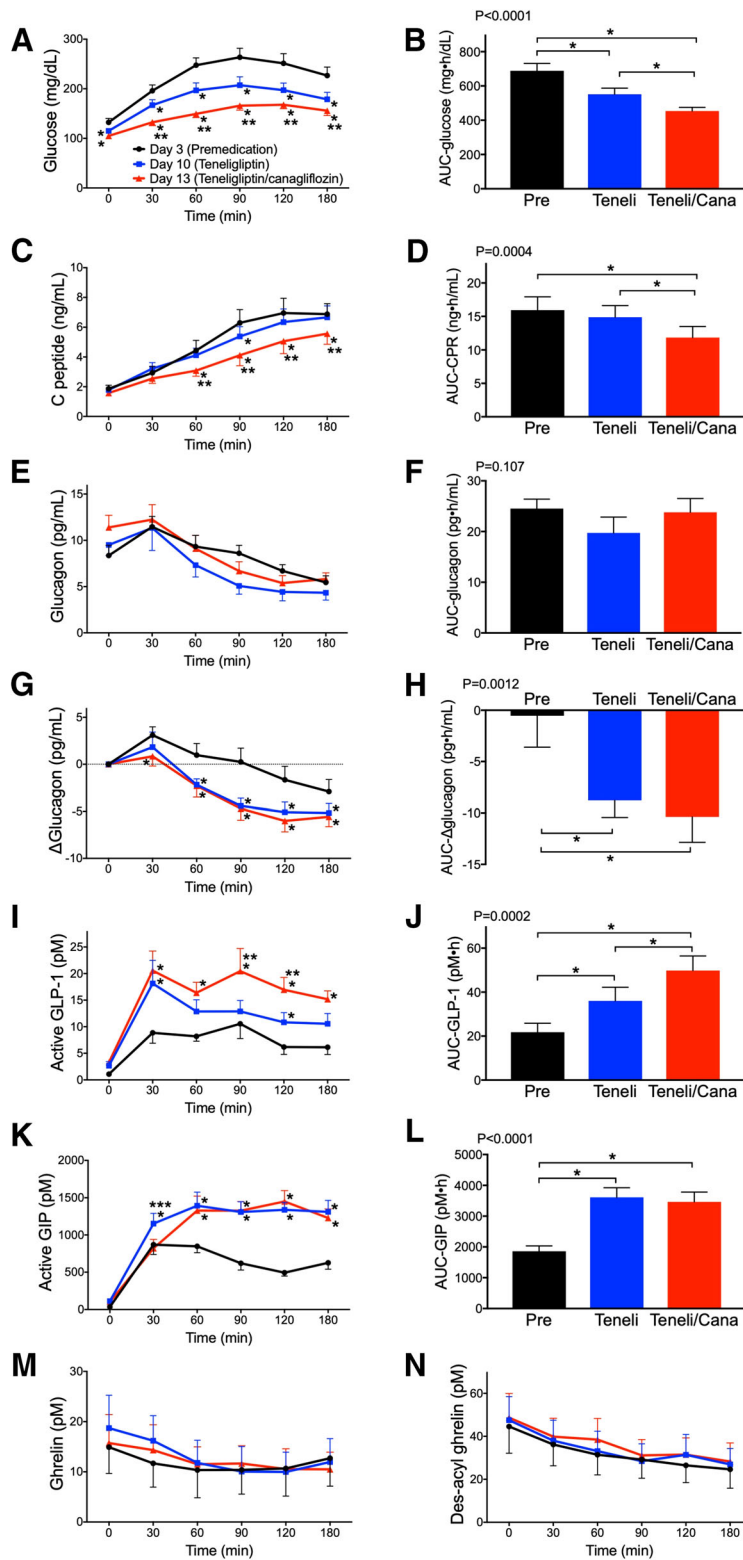 A
Glucose (mg/dL)
300
200
100
0
* * * * * * *
* ** * ** * ** * ** * **
Day 3 (Premedication)
Day 10 (Teneligliptin)
Day 13 (Teneligliptin/canagliflozin)
0 30 60 90 120 180
Time (min)
B
P<0.0001
AUC-glucose (mg•h/dL)
800
600
400
200
0
*
* *
Pre Teneli Teneli/Cana
C
C peptide (ng/mL)
10
8
6
4
2
0
*
* ** * ** * ** * **
0 30 60 90 120 180
Time (min)
D
P=0.0004
AUC-CPR (ng•h/mL)
25
20
15
10
5
0
*
*
Pre Teneli Teneli/Cana
E
Glucagon (pg/mL)
15
10
5
0
0 30 60 90 120 180
Time (min)
F
P=0.107
AUC-glucagon (pg•h/mL)
30
20
10
0
Pre Teneli Teneli/Cana
G
ΔGlucagon (pg/mL)
5
0
-5
-10
* * * * *
* * * *
0 30 60 90 120 180
Time (min)
H
P=0.0012
Pre Teneli Teneli/Cana
AUC-Δglucagon (pg•h/mL)
0
-5
-10
-15
*
*
I
Active GLP-1 (pM)
25
20
15
10
5
0
* * * ** * ** * *
*
0 30 60 90 120 180
Time (min)
J
P=0.0002
AUC-GLP-1 (pM•h)
60
40
20
0
*
* *
Pre Teneli Teneli/Cana
K
Active GIP (pM)
2000
1500
1000
500
0
*** * * * *
* * * * *
0 30 60 90 120 180
Time (min)
L
P<0.0001
AUC-GIP (pM•h)
5000
4000
3000
2000
1000
0
*
*
Pre Teneli Teneli/Cana
M
Ghrelin (pM)
30
20
10
0
0 30 60 90 120 180
Time (min)
N
Des-acyl ghrelin (pM)
60
40
20
0
0 30 60 90 120 180
Time (min)